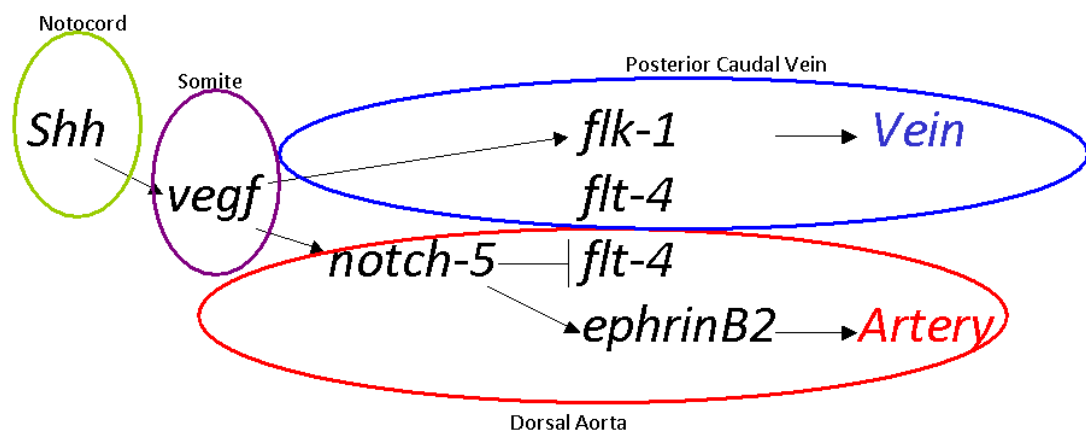 Notocord
Somite
Posterior Caudal Vein
Shh
flk-1
Vein
vegf
flt-4
notch-5
flt-4
ephrinB2
Artery
Dorsal Aorta